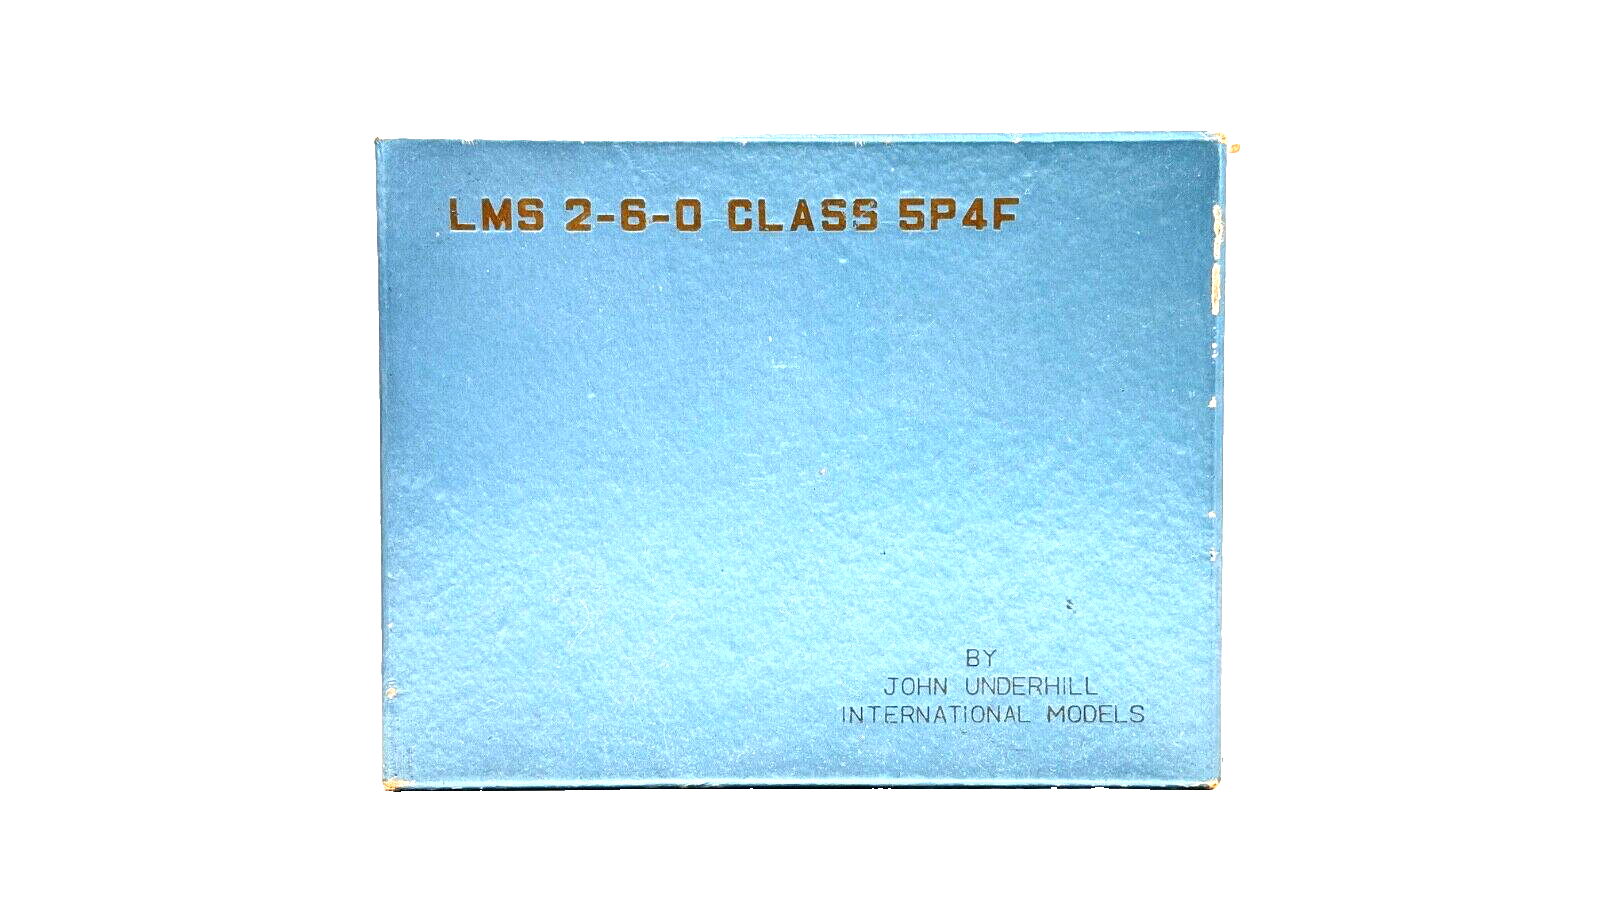 LMS 2-6-0 CLASS 5P4F
BY
JOHN UNDERHILL
INTERNATIONAL MODELS